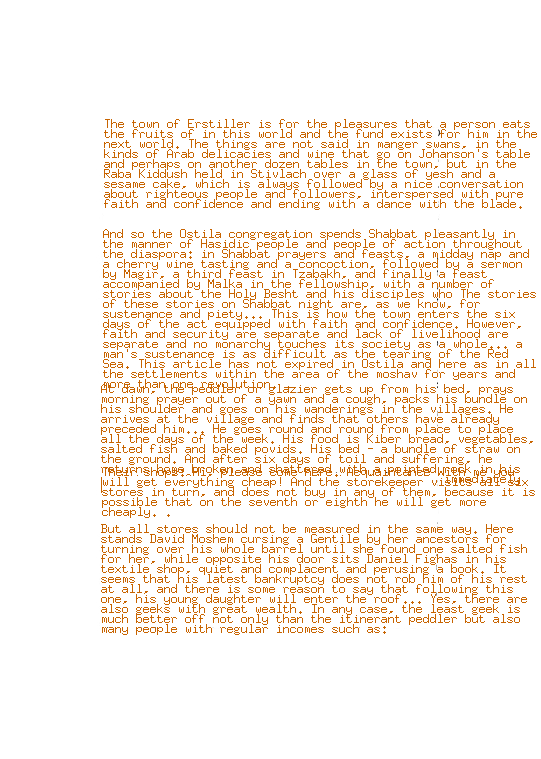 The town of Erstiller is for the pleasures that a person eats
the fruits of in this world and the fund exists for him in the
next world. The things are not said in manger swans, in the
kinds of Arab delicacies and wine that go on Johanson's table
and perhaps on another dozen tables in the town, but in the
Raba Kiddush held in Stivlach over a glass of yesh and a
sesame cake, which is always followed by a nice conversation
about righteous people and followers, interspersed with pure
faith and confidence and ending with a dance with the blade.
And so the Ostila congregation spends Shabbat pleasantly in
the manner of Hasidic people and people of action throughout
the diaspora: in Shabbat prayers and feasts, a midday nap and
a cherry wine tasting and a concoction, followed by a sermon
by Magir, a third feast in Tzabakh, and finally a feast
accompanied by Malka in the fellowship, with a number of
stories about the Holy Besht and his disciples who The stories
of these stories on Shabbat night are, as we know, for
sustenance and piety... This is how the town enters the six
days of the act equipped with faith and confidence. However,
faith and security are separate and lack of livelihood are
separate and no monarchy touches its society as a whole... a
man's sustenance is as difficult as the tearing of the Red
Sea. This article has not expired in Ostila and here as in all
the settlements within the area of the moshav for years and
more than one revolution.
At dawn, the peddler or glazier gets up from his bed, prays
morning prayer out of a yawn and a cough, packs his bundle on
his shoulder and goes on his wanderings in the villages. He
arrives at the village and finds that others have already
preceded him... He goes round and round from place to place
all the days of the week. His food is Kiber bread, vegetables,
salted fish and baked povids. His bed - a bundle of straw on
the ground. And after six days of toil and suffering, he
returns home broken and shattered with a pointed rock in his
Their shops: Mr. please come here. Acquaintance with me you
immediately
will get everything cheap! And the storekeeper visits all six
stores in turn, and does not buy in any of them, because it is
possible that on the seventh or eighth he will get more
cheaply. .
But all stores should not be measured in the same way. Here
stands David Moshem cursing a Gentile by her ancestors for
turning over his whole barrel until she found one salted fish
for her, while opposite his door sits Daniel Fighas in his
textile shop, quiet and complacent and perusing a book. It
seems that his latest bankruptcy does not rob him of his rest
at all, and there is some reason to say that following this
one, his young daughter will enter the roof... Yes, there are
also geeks with great wealth. In any case, the least geek is
much better off not only than the itinerant peddler but also
many people with regular incomes such as: